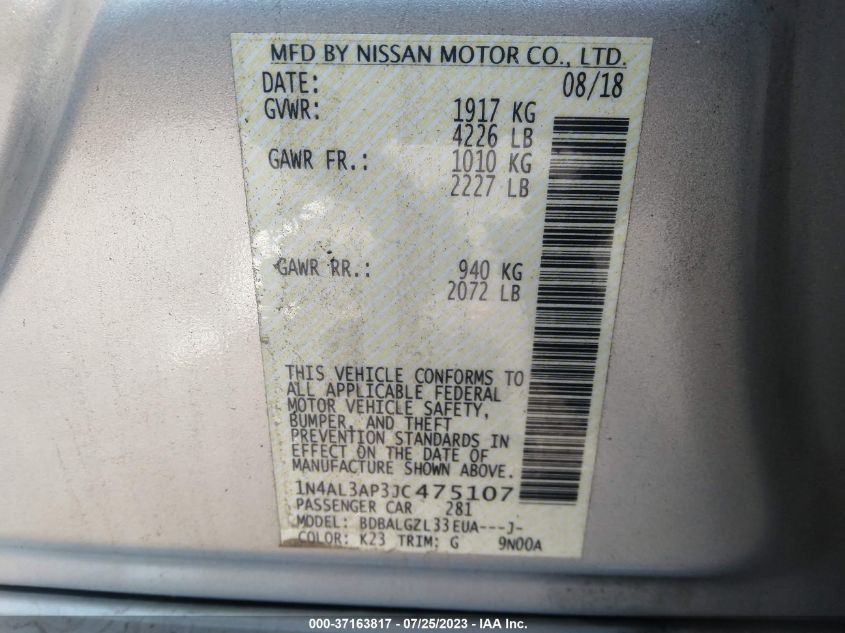 MFD BY NISSAN MOTOR CO., LTD.
DATE: 08/18
GVWR: 1917 KG
4226 LB
GAWR FR.: 1010 KG
2227 LB
GAWR RR.: 940 KG
2072 LB
THIS VEHICLE CONFORMS TO
ALL APPLICABLE FEDERAL
MOTOR VEHICLE SAFETY,
BUMPER, AND THEFT
PREVENTION STANDARDS IN
EFFECT ON THE DATE OF
MANUFACTURE SHOWN ABOVE.
1N4AL3AP3JC475107
PASSENGER CAR 281
MODEL: BDBALGZL33EUA---J-
COLOR: K23 TRIM: G 9N00A
000-37163817 - 07/25/2023 - IAA Inc.